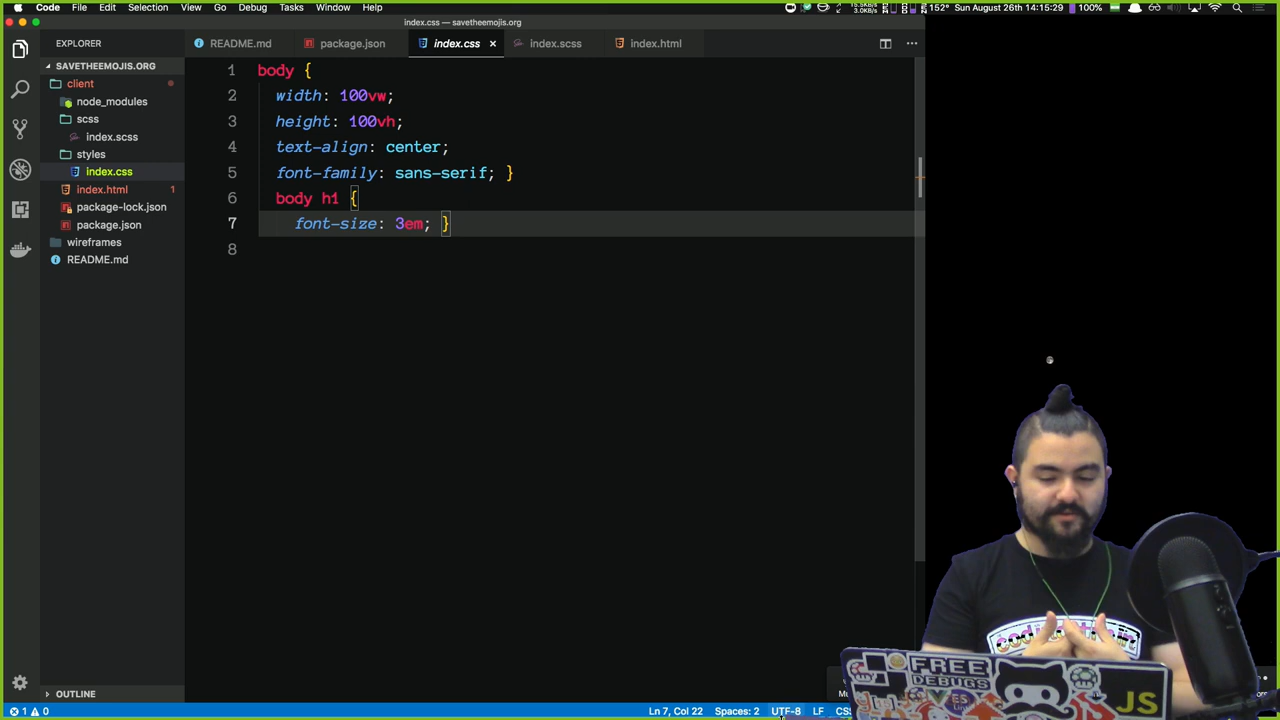 Code File Edit Selection View Go Debug Tasks Window Help
152° Sun August 26th 14:15:29 100%
index.css — savetheemojis.org
EXPLORER
README.md package.json index.css × index.scss index.html
SAVETHEEMOJIS.ORG
client
node_modules
scss
index.scss
styles
index.css
index.html 1
package-lock.json
package.json
wireframes
README.md
1 body {
2 width: 100vw;
3 height: 100vh;
4 text-align: center;
5 font-family: sans-serif; }
6 body h1 {
7 font-size: 3em; }
8
FREE
DEBUGS
JS
OUTLINE
1 0
Ln 7, Col 22 Spaces: 2 UTF-8 LF